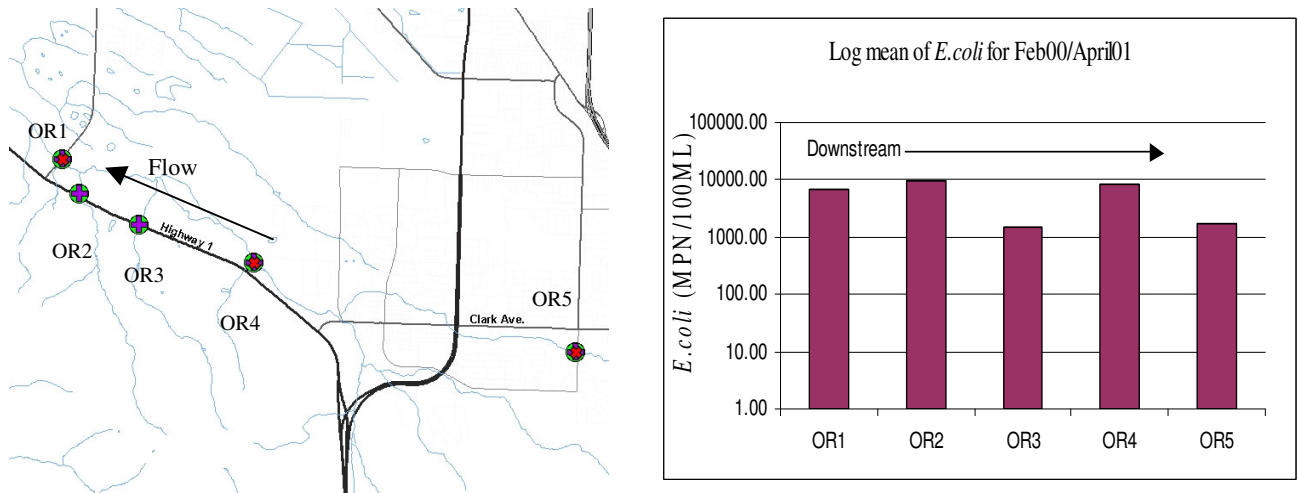 OR1
Flow
Highway 1
OR2
OR3
OR4
OR5
Clark Ave.
Log mean of E.coli for Feb00/April01
E.coli (MPN/100ML)
100000.00
10000.00
1000.00
100.00
10.00
1.00
Downstream
OR1 OR2 OR3 OR4 OR5